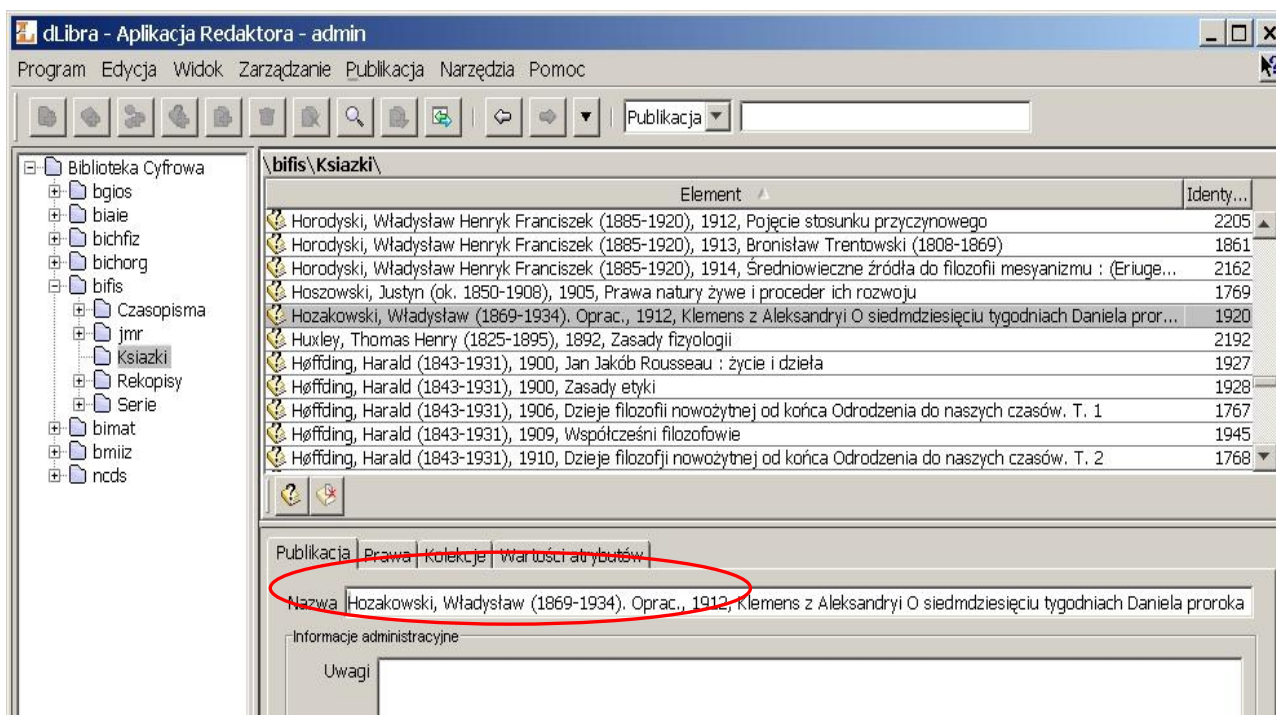 dLibra - Aplikacja Redaktora - admin
Program Edycja Widok Zarządzanie Publikacja Narzędzia Pomoc
Publikacja
Biblioteka Cyfrowa
bgios
biaie
bichfiz
bichorg
bifis
Czasopisma
jmr
Ksiazki
Rekopisy
Serie
bimat
bmiiz
ncds
\bifis\Ksiazki\
Element Identy...
Horodyski, Władysław Henryk Franciszek (1885-1920), 1912, Pojęcie stosunku przyczynowego 2205
Horodyski, Władysław Henryk Franciszek (1885-1920), 1913, Bronisław Trentowski (1808-1869) 1861
Horodyski, Władysław Henryk Franciszek (1885-1920), 1914, Średniowieczne źródła do filozofii mesyanizmu : (Eriuge... 2162
Hoszowski, Justyn (ok. 1850-1908), 1905, Prawa natury żywe i proceder ich rozwoju 1769
Hozakowski, Władysław (1869-1934). Oprac., 1912, Klemens z Aleksandryi O siedmdziesięciu tygodniach Daniela pror... 1920
Huxley, Thomas Henry (1825-1895), 1892, Zasady fizyologii 2192
Høffding, Harald (1843-1931), 1900, Jan Jakób Rousseau : życie i dzieła 1927
Høffding, Harald (1843-1931), 1900, Zasady etyki 1928
Høffding, Harald (1843-1931), 1906, Dzieje filozofii nowożytnej od końca Odrodzenia do naszych czasów. T. 1 1767
Høffding, Harald (1843-1931), 1909, Współcześni filozofowie 1945
Høffding, Harald (1843-1931), 1910, Dzieje filozofji nowożytnej od końca Odrodzenia do naszych czasów. T. 2 1768
Publikacja Prawa Kolekcje Wartości atrybutów
Nazwa Hozakowski, Władysław (1869-1934). Oprac., 1912, Klemens z Aleksandryi O siedmdziesięciu tygodniach Daniela proroka
Informacje administracyjne
Uwagi